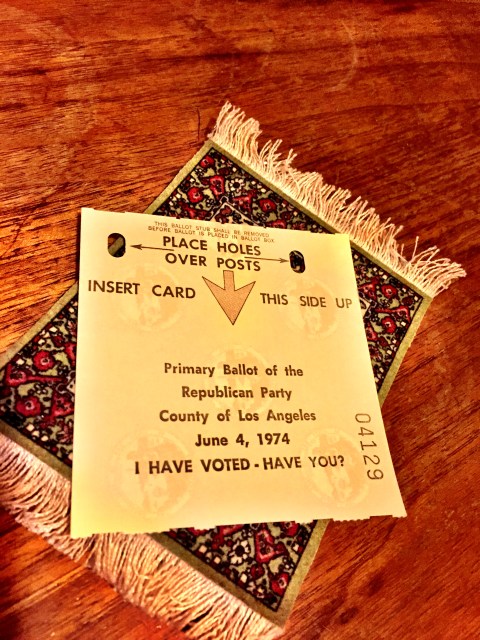 THIS BALLOT STUB SHALL BE REMOVED
BEFORE BALLOT IS PLACED IN BALLOT BOX
PLACE HOLES
OVER POSTS
INSERT CARD THIS SIDE UP
Primary Ballot of the
Republican Party
County of Los Angeles
June 4, 1974
I HAVE VOTED - HAVE YOU?
04129